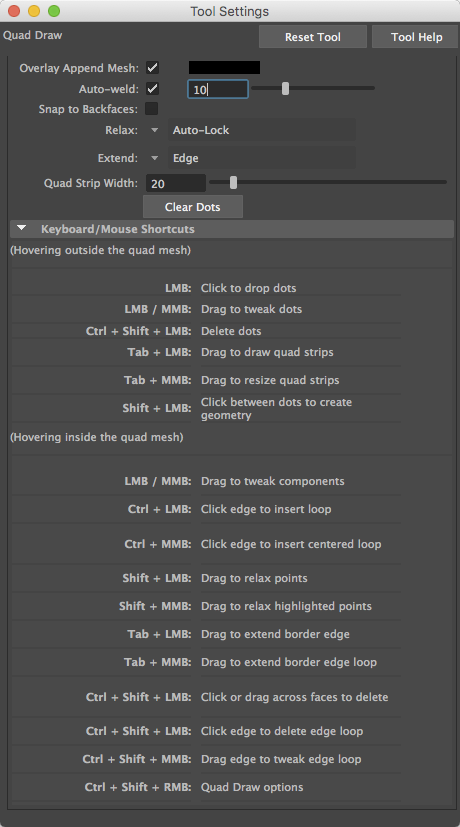 Tool Settings
Quad Draw
Reset Tool
Tool Help
Overlay Append Mesh:
Auto-weld: 10
Snap to Backfaces:
Relax: Auto-Lock
Extend: Edge
Quad Strip Width: 20
Clear Dots
Keyboard/Mouse Shortcuts
(Hovering outside the quad mesh)
LMB: Click to drop dots
LMB / MMB: Drag to tweak dots
Ctrl + Shift + LMB: Delete dots
Tab + LMB: Drag to draw quad strips
Tab + MMB: Drag to resize quad strips
Shift + LMB: Click between dots to create
geometry
(Hovering inside the quad mesh)
LMB / MMB: Drag to tweak components
Ctrl + LMB: Click edge to insert loop
Ctrl + MMB: Click edge to insert centered loop
Shift + LMB: Drag to relax points
Shift + MMB: Drag to relax highlighted points
Tab + LMB: Drag to extend border edge
Tab + MMB: Drag to extend border edge loop
Ctrl + Shift + LMB: Click or drag across faces to delete
Ctrl + Shift + LMB: Click edge to delete edge loop
Ctrl + Shift + MMB: Drag edge to tweak edge loop
Ctrl + Shift + RMB: Quad Draw options